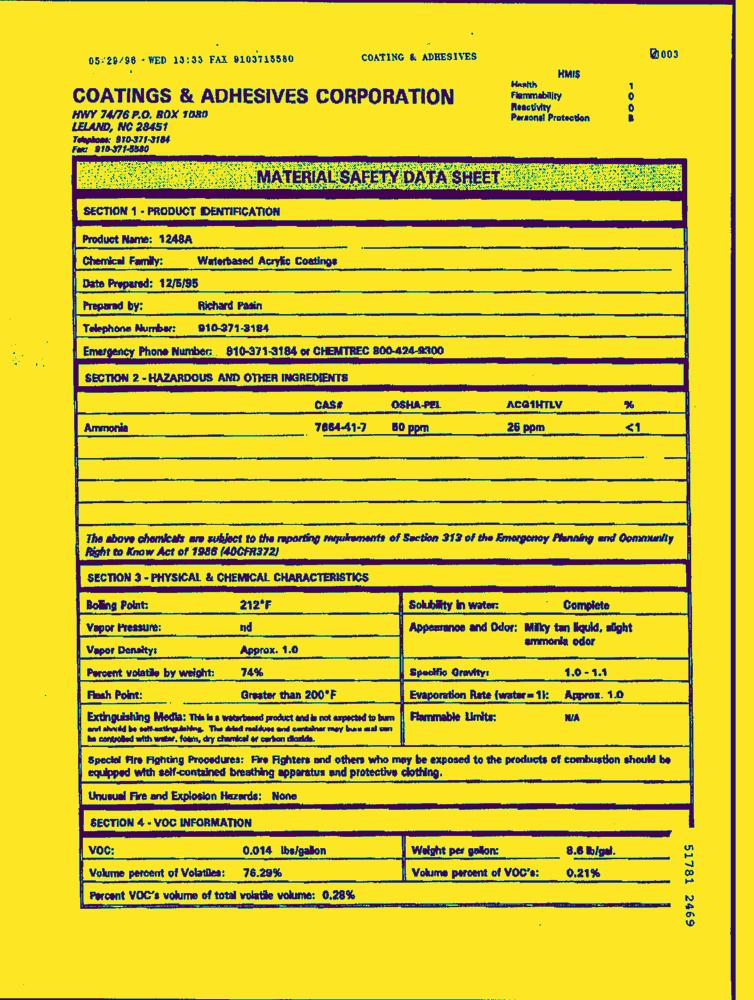 05/29/96 - WED 13:33 FAX 9103715580 COATING & ADHESIVES 003
HMIS
Health 1
Flammability 0
Reactivity 0
Personal Protection B
COATINGS & ADHESIVES CORPORATION
HWY 74/76 P.O. BOX 1080
LELAND, NC 28451
Telephone: 910-371-3184
Fax: 910-371-5580
MATERIAL SAFETY DATA SHEET
SECTION 1 - PRODUCT IDENTIFICATION
Product Name: 1248A
Chemical Family: Waterbased Acrylic Coatings
Date Prepared: 12/5/95
Prepared by: Richard Pasin
Telephone Number: 910-371-3184
Emergency Phone Number: 910-371-3184 or CHEMTREC 800-424-9300
SECTION 2 - HAZARDOUS AND OTHER INGREDIENTS
CAS# OSHA-PEL ACG1HTLV %
Ammonia 7664-41-7 50 ppm 25 ppm <1
The above chemicals are subject to the reporting requirements of Section 313 of the Emergency Planning and Community
Right to Know Act of 1986 (40CFR372)
SECTION 3 - PHYSICAL & CHEMICAL CHARACTERISTICS
Boiling Point: 212°F Solubility in water: Complete
Vapor Pressure: nd Appearance and Odor: Milky tan liquid, slight
ammonia odor
Vapor Density: Approx. 1.0
Percent volatile by weight: 74% Specific Gravity: 1.0 - 1.1
Flash Point: Greater than 200°F Evaporation Rate (water = 1): Approx. 1.0
Extinguishing Media: This is a waterbased product and is not expected to burn Flammable Limits: N/A
and should be self-extinguishing. The dried residues and container may burn and can
be controlled with water, foam, dry chemical or carbon dioxide.
Special Fire Fighting Procedures: Fire Fighters and others who may be exposed to the products of combustion should be
equipped with self-contained breathing apparatus and protective clothing.
Unusual Fire and Explosion Hazards: None
SECTION 4 - VOC INFORMATION
VOC: 0.014 lbs/gallon Weight per gallon: 8.6 lb/gal.
Volume percent of Volatiles: 76.29% Volume percent of VOC's: 0.21%
Percent VOC's volume of total volatile volume: 0.28%
51781 2469